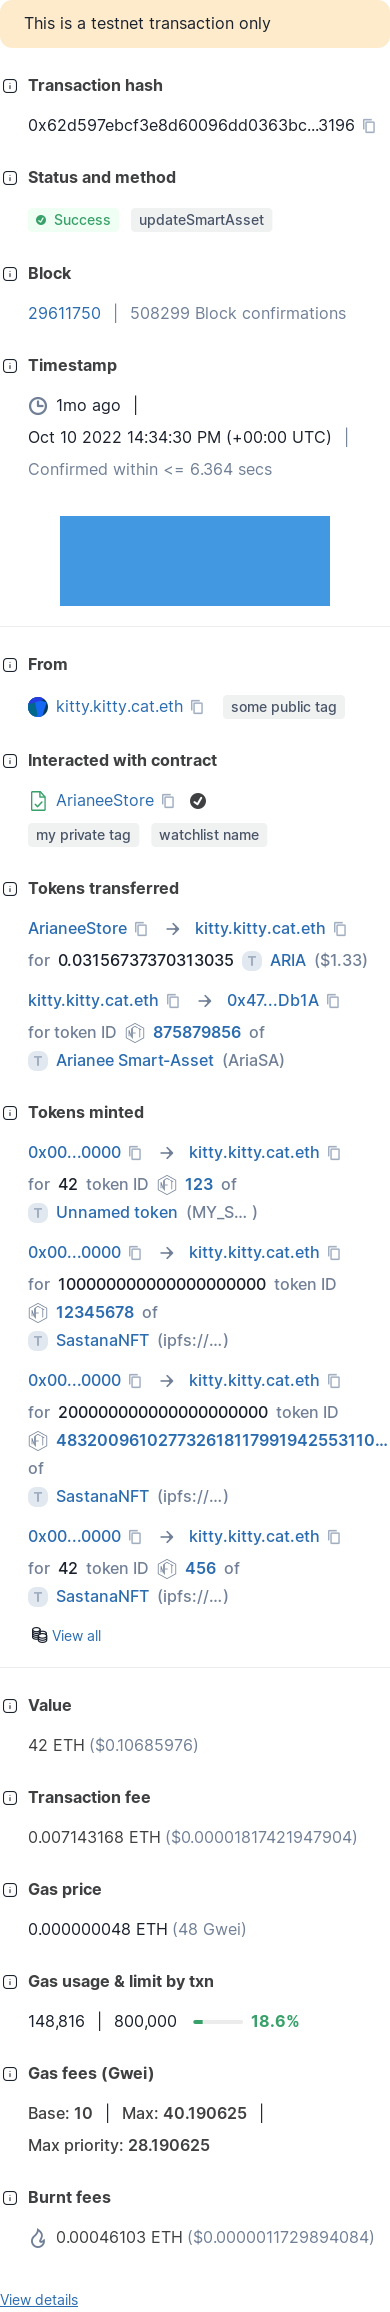 This is a testnet transaction only
Transaction hash
0x62d597ebcf3e8d60096dd0363bc...3196
Status and method
Success updateSmartAsset
Block
29611750 | 508299 Block confirmations
Timestamp
1mo ago |
Oct 10 2022 14:34:30 PM (+00:00 UTC) |
Confirmed within <= 6.364 secs
From
kitty.kitty.cat.eth some public tag
Interacted with contract
ArianeeStore
my private tag watchlist name
Tokens transferred
ArianeeStore → kitty.kitty.cat.eth
for 0.03156737370313035 T ARIA ($1.33)
kitty.kitty.cat.eth → 0x47...Db1A
for token ID NFT 875879856 of
T Arianee Smart-Asset (AriaSA)
Tokens minted
0x00...0000 → kitty.kitty.cat.eth
for 42 token ID NFT 123 of
T Unnamed token (MY_S... )
0x00...0000 → kitty.kitty.cat.eth
for 100000000000000000000 token ID
NFT 12345678 of
T SastanaNFT (ipfs://...)
0x00...0000 → kitty.kitty.cat.eth
for 200000000000000000000 token ID
NFT 483200961027732618117991942553110...
of
T SastanaNFT (ipfs://...)
0x00...0000 → kitty.kitty.cat.eth
for 42 token ID NFT 456 of
T SastanaNFT (ipfs://...)
View all
Value
42 ETH ($0.10685976)
Transaction fee
0.007143168 ETH ($0.00001817421947904)
Gas price
0.000000048 ETH (48 Gwei)
Gas usage & limit by txn
148,816 | 800,000 18.6%
Gas fees (Gwei)
Base: 10 | Max: 40.190625 |
Max priority: 28.190625
Burnt fees
0.00046103 ETH ($0.0000011729894084)
View details